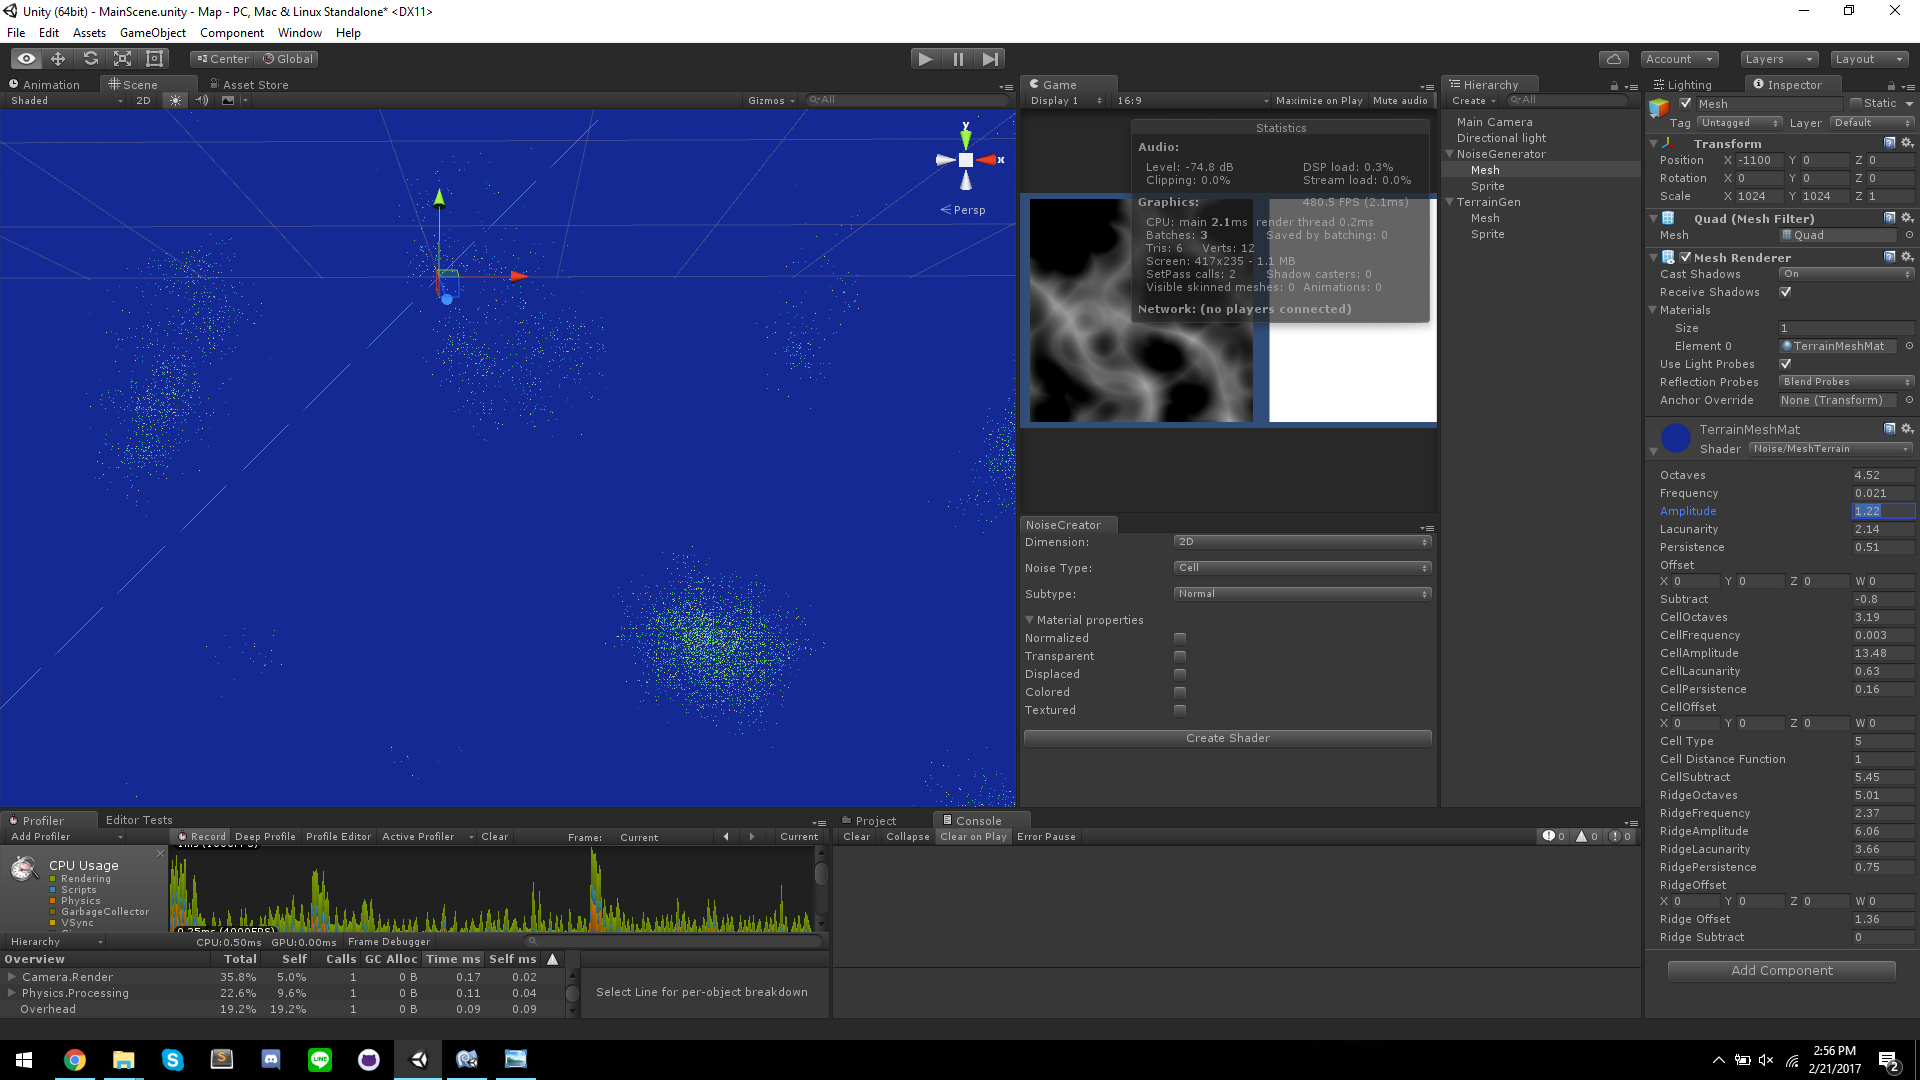 Unity (64bit) - MainScene.unity - Map - PC, Mac & Linux Standalone* <DX11>
File Edit Assets GameObject Component Window Help
Center Global
Account Layers Layout
Animation Scene Asset Store
Shaded 2D Gizmos All
y
x
Persp
Game
Display 1 16:9 Maximize on Play Mute audio
Statistics
Audio:
Level: -74.8 dB DSP load: 0.3%
Clipping: 0.0% Stream load: 0.0%
Graphics: 480.5 FPS (2.1ms)
CPU: main 2.1ms render thread 0.2ms
Batches: 3 Saved by batching: 0
Tris: 6 Verts: 12
Screen: 417x235 - 1.1 MB
SetPass calls: 2 Shadow casters: 0
Visible skinned meshes: 0 Animations: 0
Network: (no players connected)
NoiseCreator
Dimension: 2D
Noise Type: Cell
Subtype: Normal
Material properties
Normalized
Transparent
Displaced
Colored
Textured
Create Shader
Hierarchy
Create All
Main Camera
Directional light
NoiseGenerator
Mesh
Sprite
TerrainGen
Mesh
Sprite
Lighting Inspector
Mesh Static
Tag Untagged Layer Default
Transform
Position X -1100 Y 0 Z 0
Rotation X 0 Y 0 Z 0
Scale X 1024 Y 1024 Z 1
Quad (Mesh Filter)
Mesh Quad
Mesh Renderer
Cast Shadows On
Receive Shadows
Materials
Size 1
Element 0 TerrainMeshMat
Use Light Probes
Reflection Probes Blend Probes
Anchor Override None (Transform)
TerrainMeshMat
Shader Noise/MeshTerrain
Octaves 4.52
Frequency 0.021
Amplitude 1.22
Lacunarity 2.14
Persistence 0.51
Offset
X 0 Y 0 Z 0 W 0
Subtract -0.8
CellOctaves 3.19
CellFrequency 0.003
CellAmplitude 13.48
CellLacunarity 0.63
CellPersistence 0.16
CellOffset
X 0 Y 0 Z 0 W 0
Cell Type 5
Cell Distance Function 1
CellSubtract 5.45
RidgeOctaves 5.01
RidgeFrequency 2.37
RidgeAmplitude 6.06
RidgeLacunarity 3.66
RidgePersistence 0.75
RidgeOffset
X 0 Y 0 Z 0 W 0
Ridge Offset 1.36
Ridge Subtract 0
Add Component
Profiler Editor Tests
Add Profiler Record Deep Profile Profile Editor Active Profiler Clear Frame: Current Current
CPU Usage
Rendering
Scripts
Physics
GarbageCollector
VSync
1ms (1000FPS)
0.25ms (4000FPS)
Hierarchy CPU:0.50ms GPU:0.00ms Frame Debugger
Overview Total Self Calls GC Alloc Time ms Self ms
Camera.Render 35.8% 5.0% 1 0 B 0.17 0.02
Physics.Processing 22.6% 9.6% 1 0 B 0.11 0.04
Overhead 19.2% 19.2% 1 0 B 0.09 0.09
Select Line for per-object breakdown
Project Console
Clear Collapse Clear on Play Error Pause 0 0 0
LINE
2:56 PM
2/21/2017
2